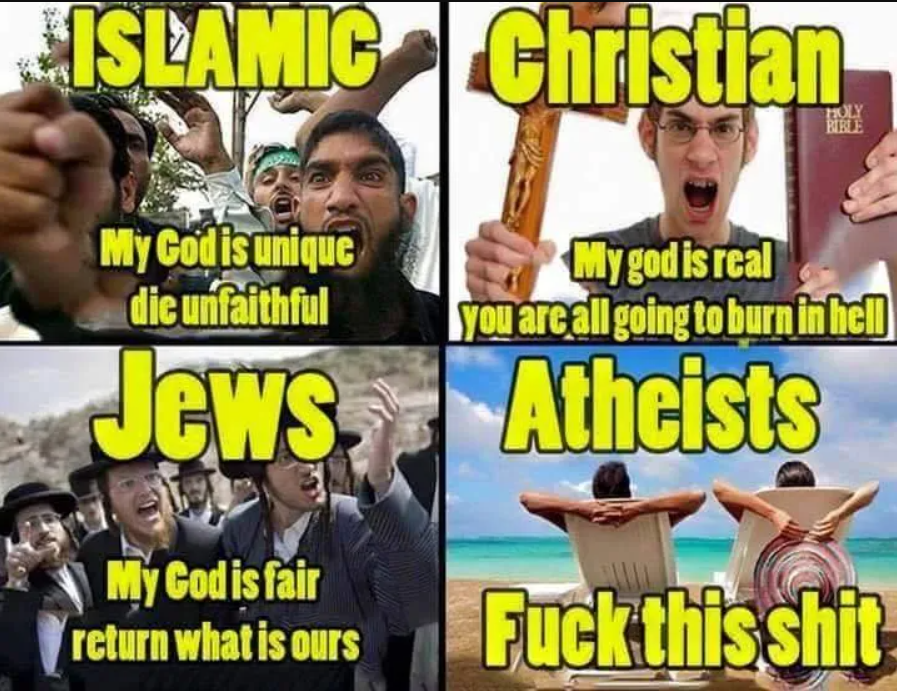 ISLAMIC
My God is unique
die unfaithful
Christian
HOLY
BIBLE
My god is real
you are all going to burn in hell
Jews
My God is fair
return what is ours
Atheists
Fuck this shit